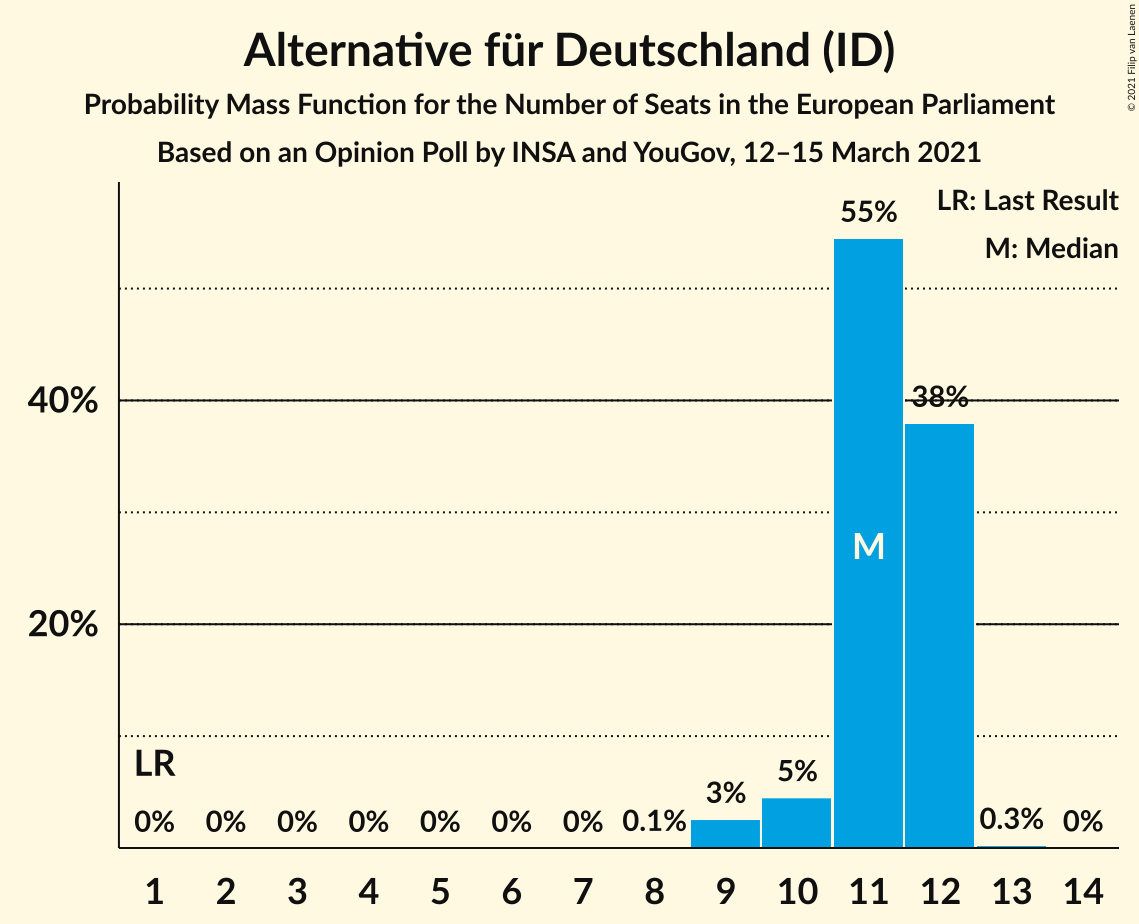 Alternative für Deutschland (ID)
Probability Mass Function for the Number of Seats in the European Parliament
Based on an Opinion Poll by INSA and YouGov, 12–15 March 2021
© 2021 Filip van Laenen
LR: Last Result
M: Median
55%
40%
38%
M
20%
LR
0% 0% 0% 0% 0% 0% 0% 0.1% 3% 5% 0.3% 0%
1 2 3 4 5 6 7 8 9 10 11 12 13 14